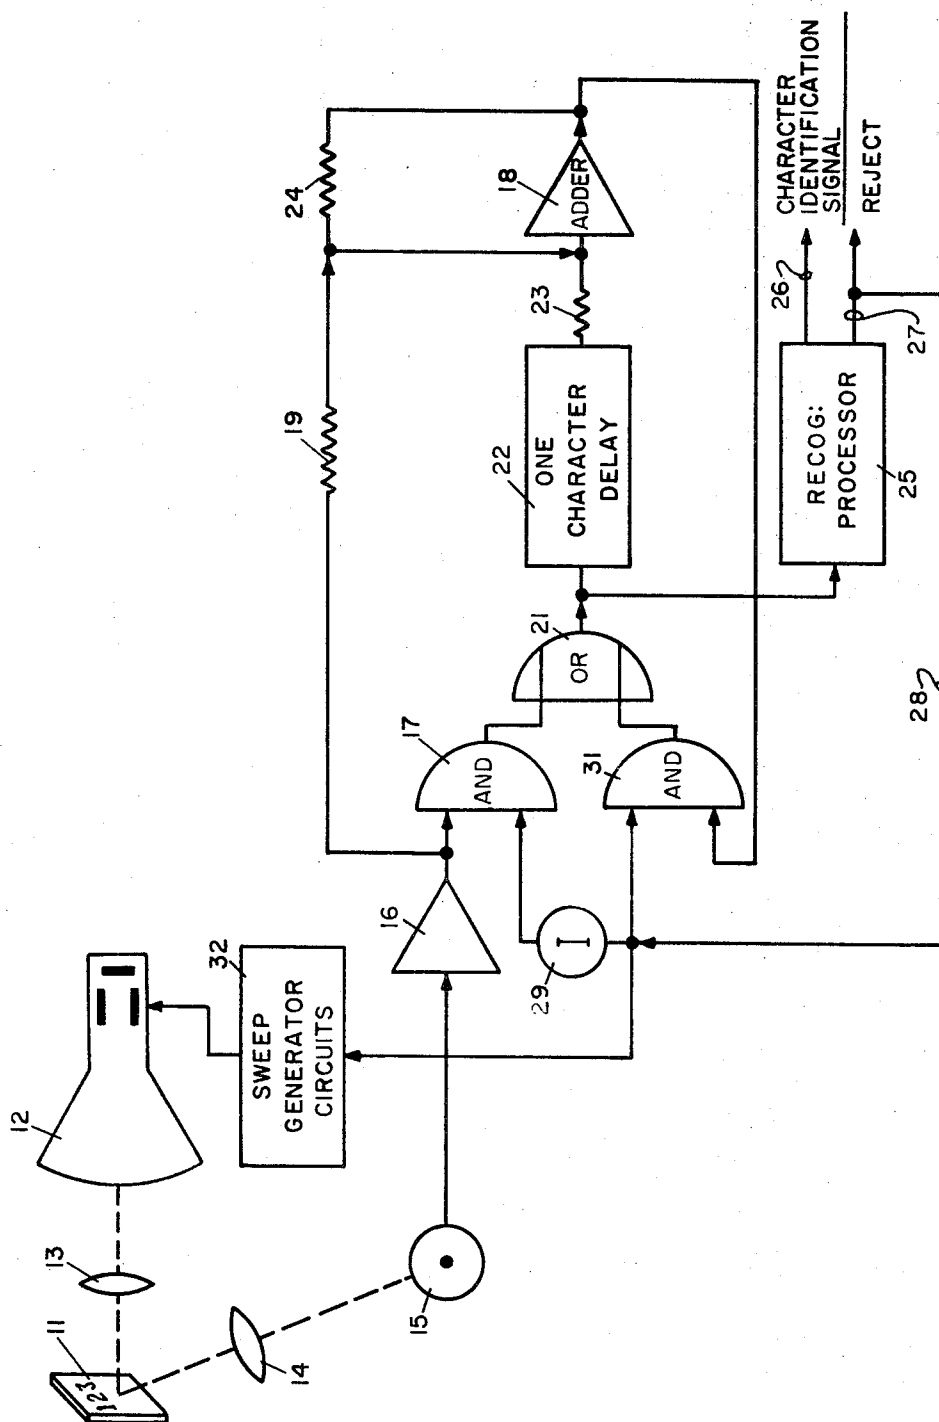 11
123
13
12
14
15
32
SWEEP
GENERATOR
CIRCUITS
16
29
I
17
AND
31
AND
21
OR
19
22
ONE
CHARACTER
DELAY
23
24
18
ADDER
25
RECOG:
PROCESSOR
26
CHARACTER
IDENTIFICATION
SIGNAL
REJECT
27
28